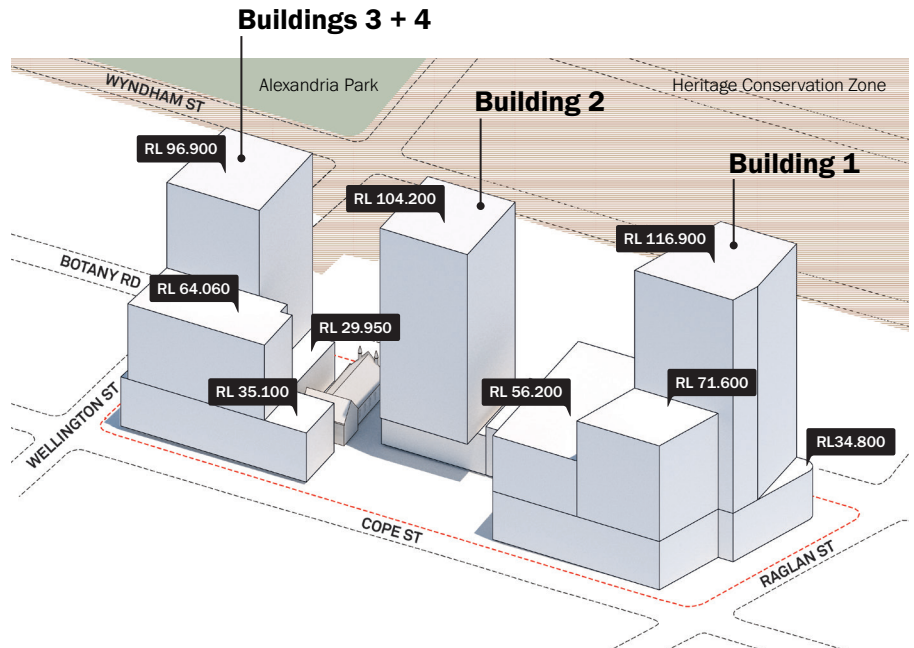 Buildings 3 + 4
WYNDHAM ST
Alexandria Park
Heritage Conservation Zone
Building 2
RL 96.900
Building 1
RL 104.200
RL 116.900
BOTANY RD
RL 64.060
RL 29.950
RL 35.100
RL 56.200
RL 71.600
WELLINGTON ST
RL34.800
COPE ST
RAGLAN ST